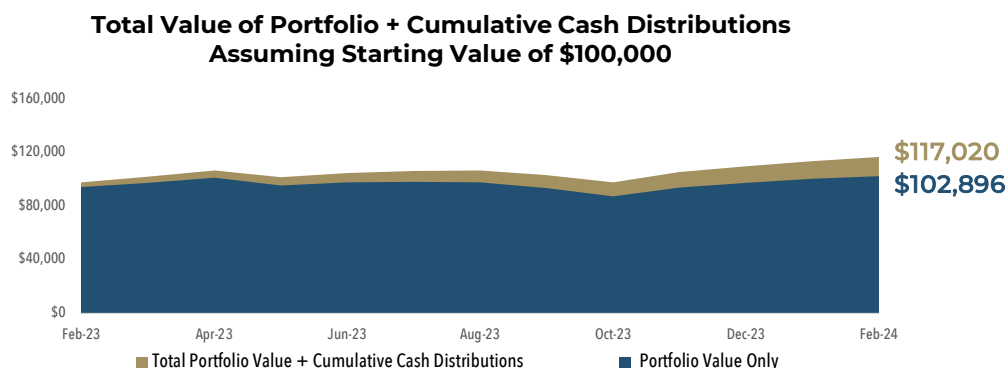 Total Value of Portfolio + Cumulative Cash Distributions
Assuming Starting Value of $100,000
$160,000
$120,000
$80,000
$40,000
$0
$117,020
$102,896
Feb-23 Apr-23 Jun-23 Aug-23 Oct-23 Dec-23 Feb-24
Total Portfolio Value + Cumulative Cash Distributions Portfolio Value Only